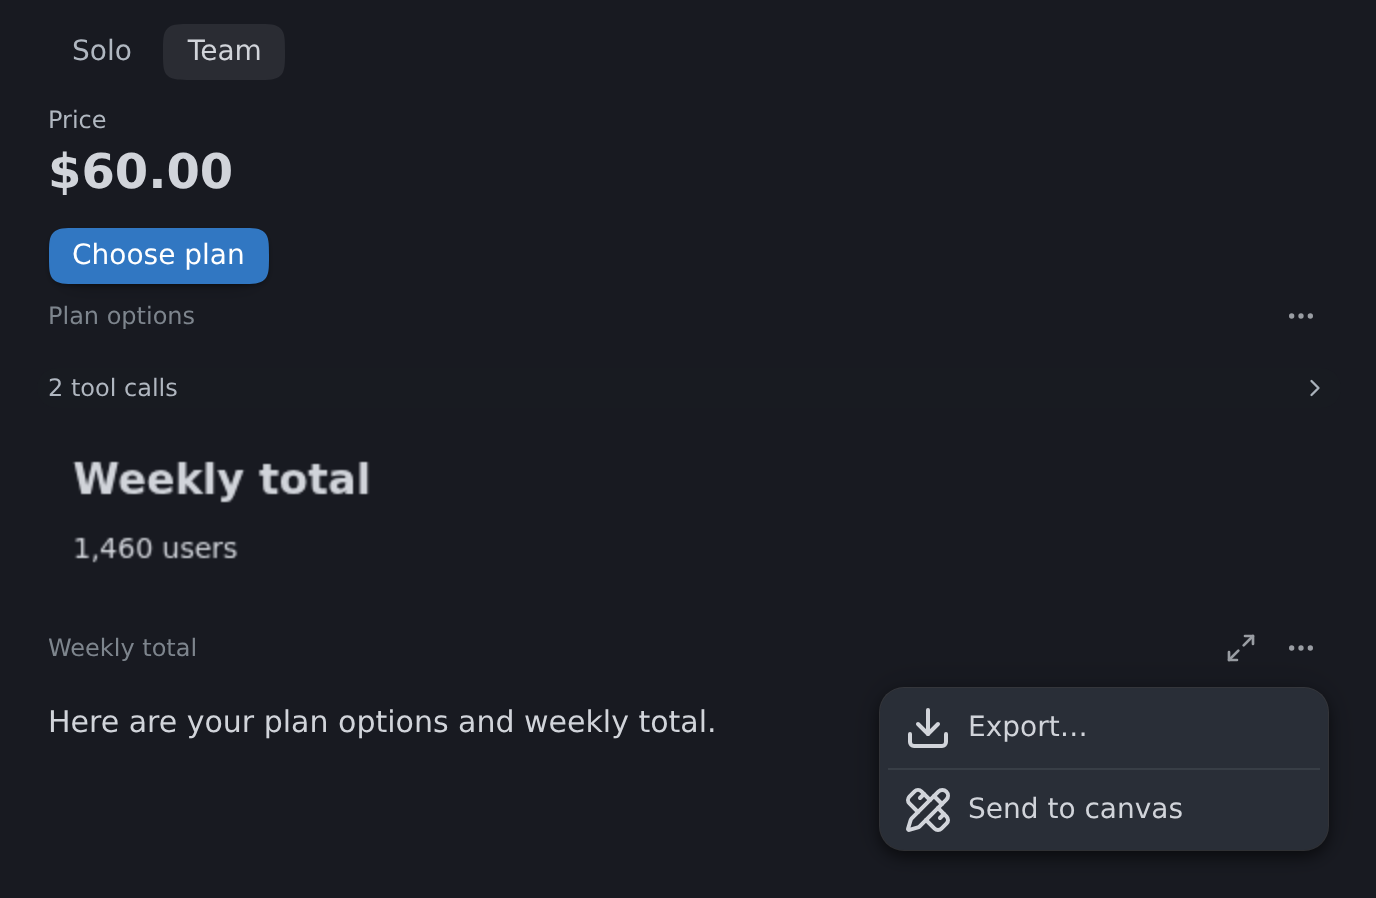 Solo Team
Price
$60.00
Choose plan
Plan options
2 tool calls
Weekly total
1,460 users
Weekly total
Here are your plan options and weekly total.
Export...
Send to canvas